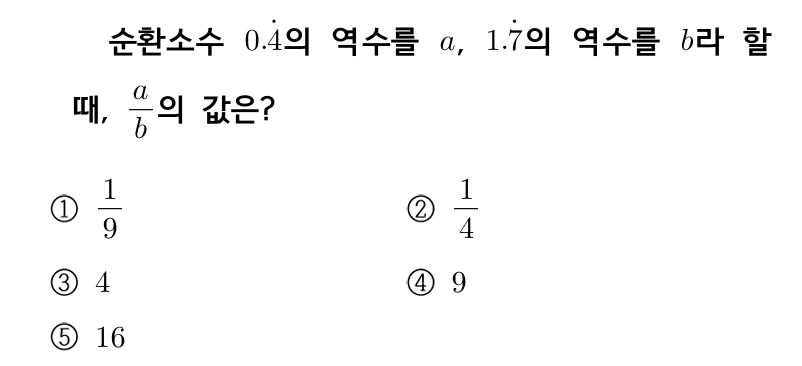 순환소수 $0.\dot{4}$의 역수를 $a$, $1.\dot{7}$의 역수를 $b$라 할
때, $\frac{a}{b}$의 값은?
① $\frac{1}{9}$ ② $\frac{1}{4}$
③ 4 ④ 9
⑤ 16